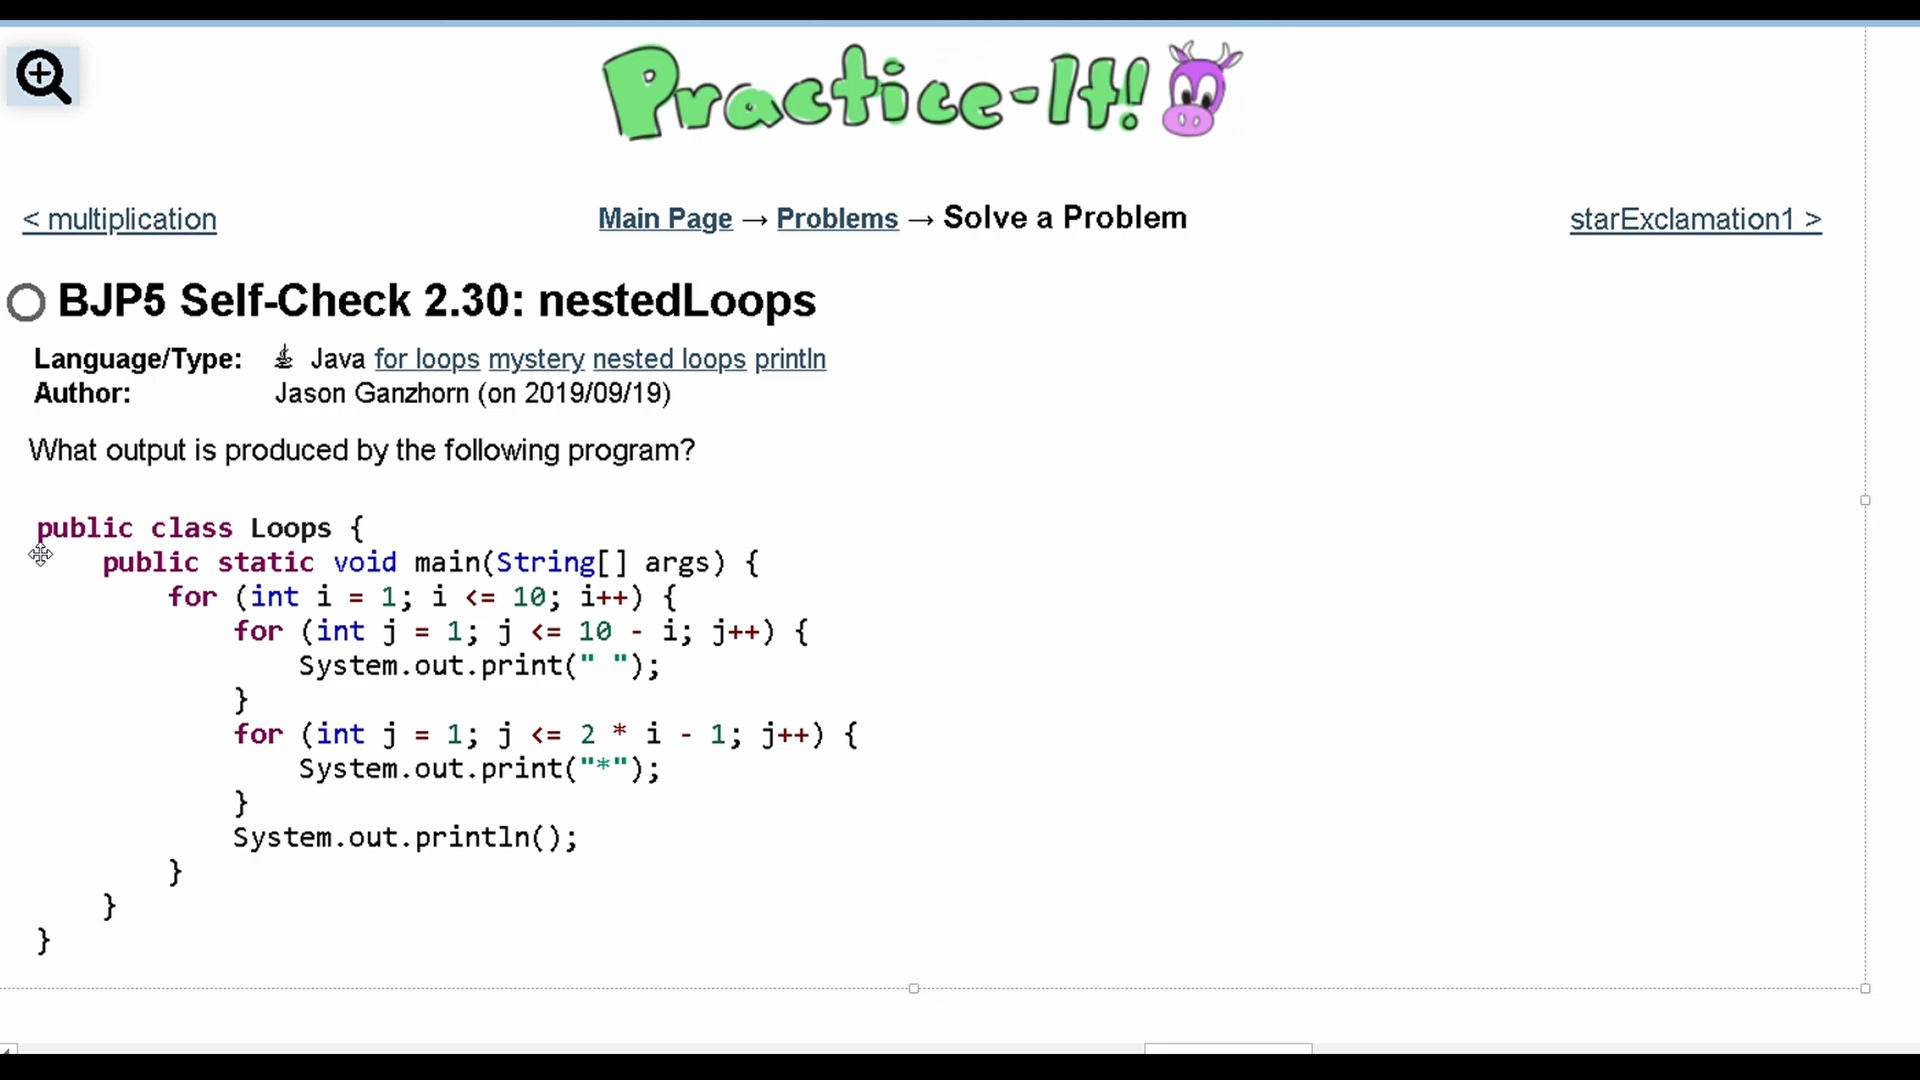 Practice-It!
< multiplication
Main Page → Problems → Solve a Problem
starExclamation1 >
BJP5 Self-Check 2.30: nestedLoops
Language/Type: Java for loops mystery nested loops println
Author: Jason Ganzhorn (on 2019/09/19)
What output is produced by the following program?
public class Loops {
    public static void main(String[] args) {
        for (int i = 1; i <= 10; i++) {
            for (int j = 1; j <= 10 - i; j++) {
                System.out.print(" ");
            }
            for (int j = 1; j <= 2 * i - 1; j++) {
                System.out.print("*");
            }
            System.out.println();
        }
    }
}